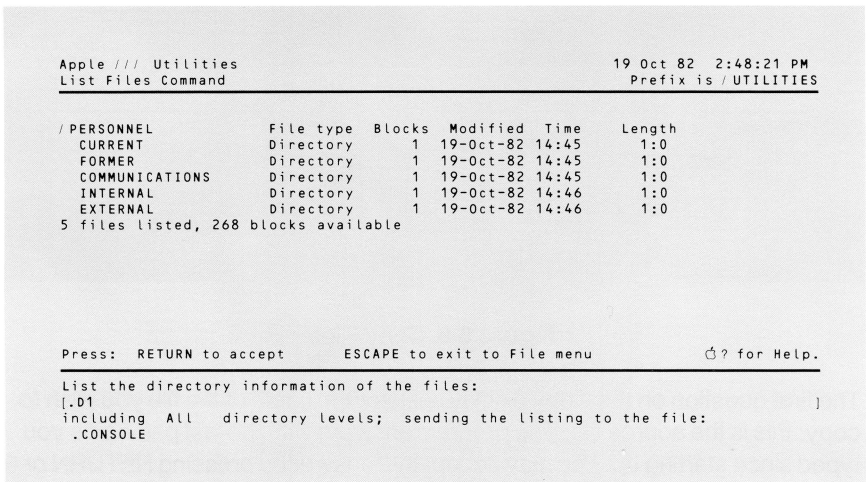 Apple /// Utilities 19 Oct 82 2:48:21 PM
List Files Command Prefix is /UTILITIES
/PERSONNEL File type Blocks Modified Time Length
CURRENT Directory 1 19-Oct-82 14:45 1:0
FORMER Directory 1 19-Oct-82 14:45 1:0
COMMUNICATIONS Directory 1 19-Oct-82 14:45 1:0
INTERNAL Directory 1 19-Oct-82 14:46 1:0
EXTERNAL Directory 1 19-Oct-82 14:46 1:0
5 files listed, 268 blocks available
Press: RETURN to accept ESCAPE to exit to File menu ? for Help.
List the directory information of the files:
[.D1 ]
including All directory levels; sending the listing to the file:
.CONSOLE